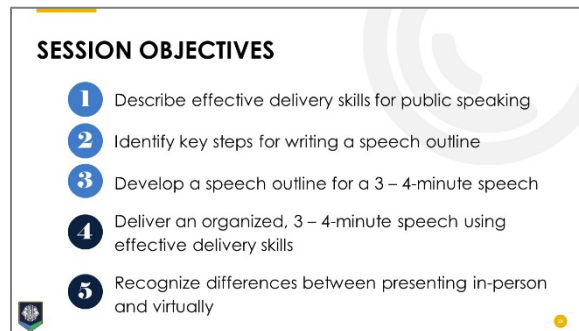 SESSION OBJECTIVES
1 Describe effective delivery skills for public speaking
2 Identify key steps for writing a speech outline
3 Develop a speech outline for a 3 – 4-minute speech
4 Deliver an organized, 3 – 4-minute speech using
effective delivery skills
5 Recognize differences between presenting in-person
and virtually